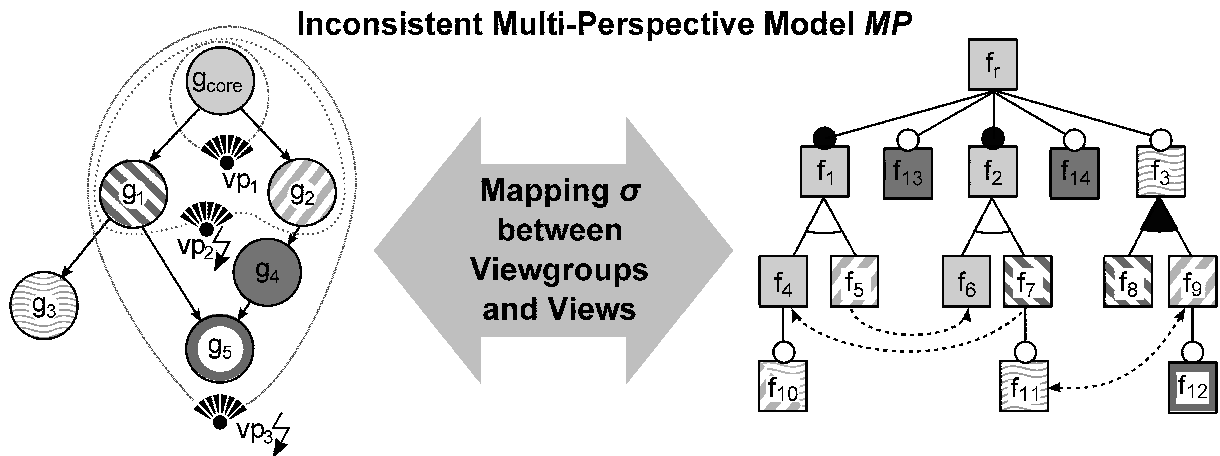 Inconsistent Multi-Perspective Model MP
g_core
g_1
g_2
g_3
g_4
g_5
vp_1
vp_2
vp_3
Mapping σ
between
Viewgroups
and Views
f_r
f_1
f_13
f_2
f_14
f_3
f_4
f_5
f_6
f_7
f_8
f_9
f_10
f_11
f_12